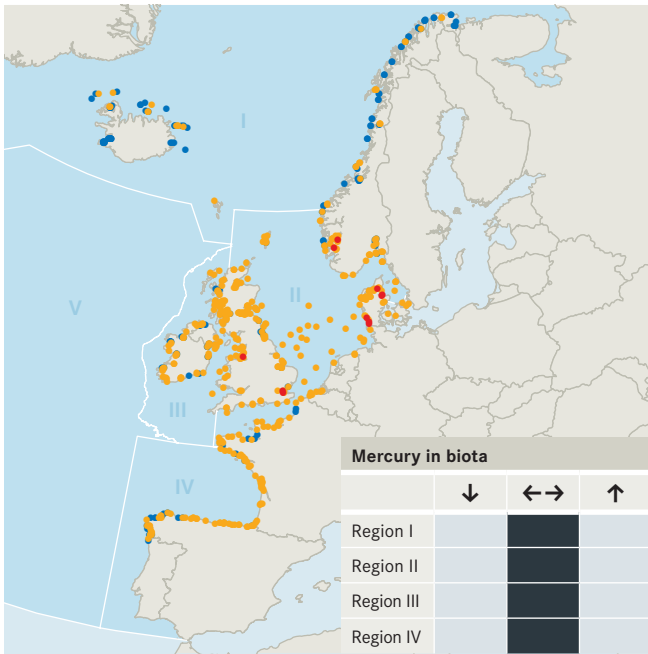 I
II
V
III
IV
Mercury in biota
↓ ←→ ↑
Region I
Region II
Region III
Region IV